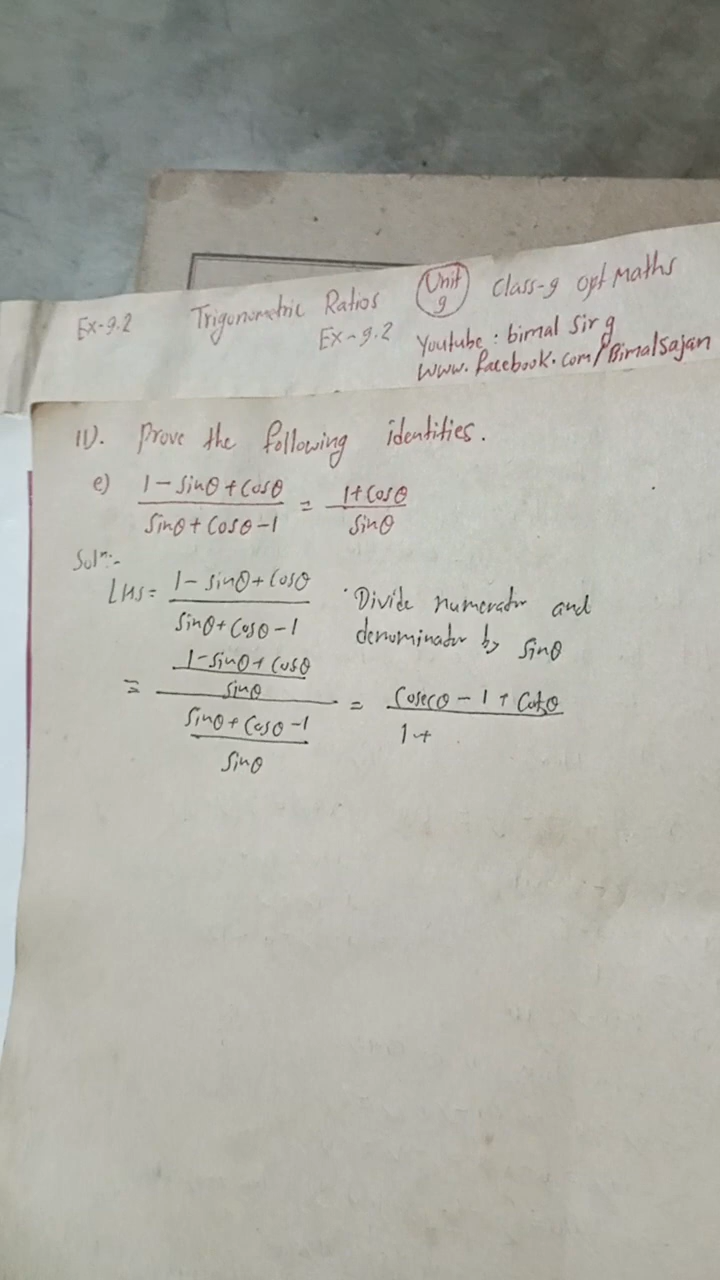 Ex-9.2 Trigonometric Ratios Unit 9 Class-9 Opt Maths
Ex-9.2 Youtube : bimal Sir g
www.facebook.com/Bimalsajan
11). Prove the following identities.
e) (1-sinθ+cosθ)/(sinθ+cosθ-1) = (1+cosθ)/sinθ
Solⁿ:-
LHS = (1-sinθ+cosθ)/(sinθ+cosθ-1) Divide numerator and
denominator by sinθ
= ((1-sinθ+cosθ)/sinθ)/((sinθ+cosθ-1)/sinθ) = (cosecθ-1+cotθ)/(1+